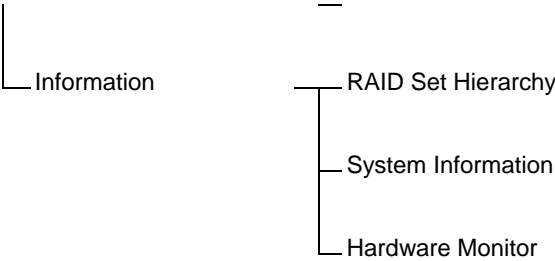 Information
RAID Set Hierarchy
System Information
Hardware Monitor